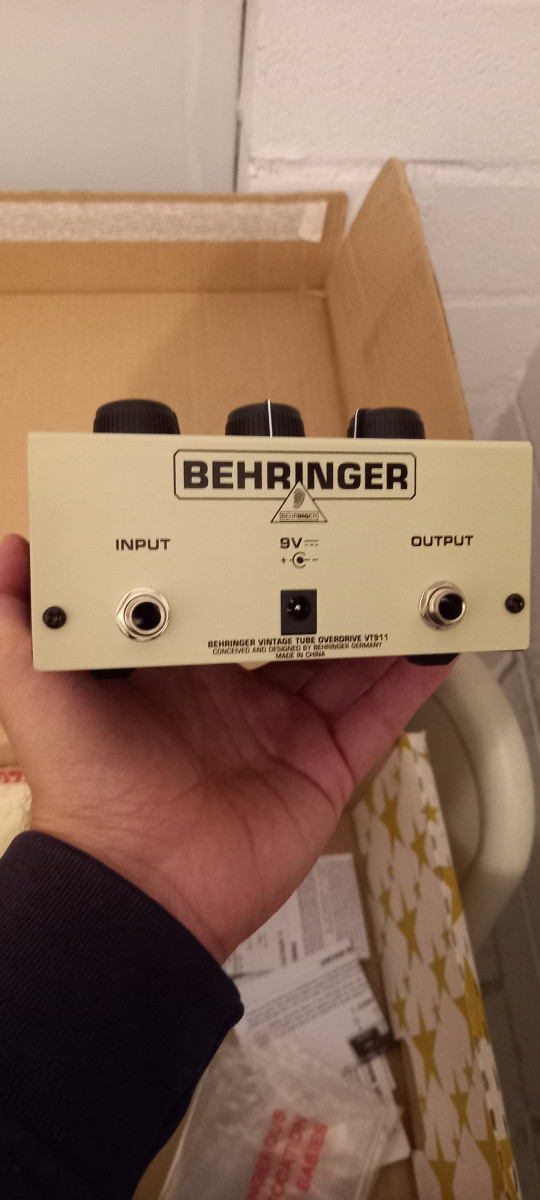 BEHRINGER
BEHRINGER
INPUT
9V
OUTPUT
+ -
BEHRINGER VINTAGE TUBE OVERDRIVE VT911
CONCEIVED AND DESIGNED BY BEHRINGER GERMANY
MADE IN CHINA